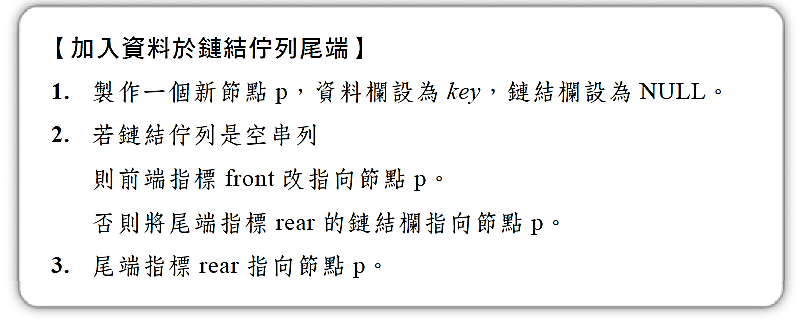 【加入資料於鏈結佇列尾端】
1. 製作一個新節點 p，資料欄設為 key，鏈結欄設為 NULL。
2. 若鏈結佇列是空串列
則前端指標 front 改指向節點 p。
否則將尾端指標 rear 的鏈結欄指向節點 p。
3. 尾端指標 rear 指向節點 p。